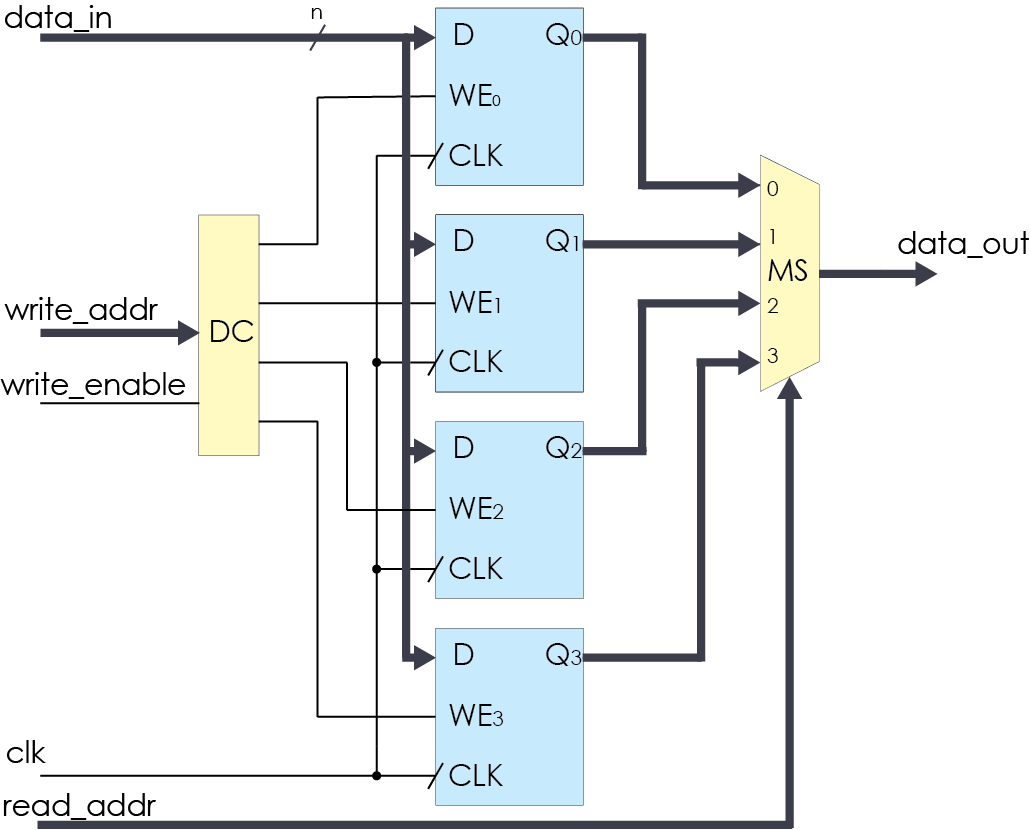 data_in
n
D Q0
WE0
CLK
D Q1
WE1
CLK
D Q2
WE2
CLK
D Q3
WE3
CLK
write_addr
write_enable
DC
clk
read_addr
0
1
MS
2
3
data_out